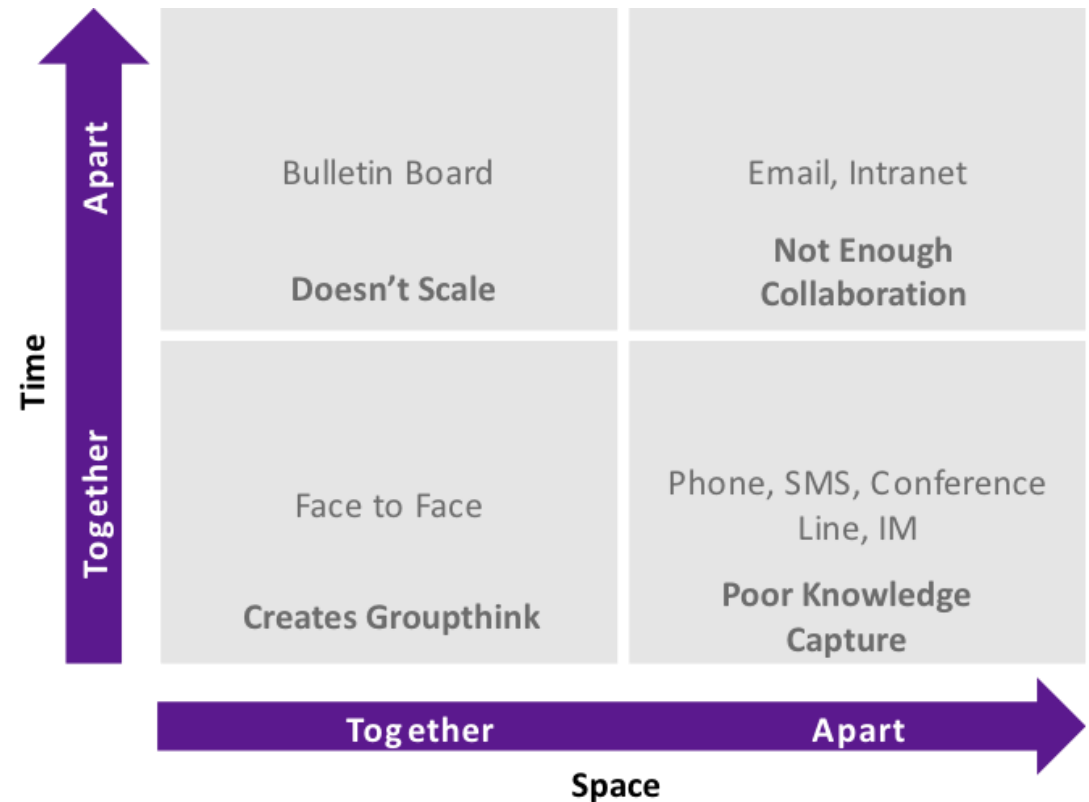 Apart
Together
Time
Bulletin Board
Doesn’t Scale
Email, Intranet
Not Enough
Collaboration
Face to Face
Creates Groupthink
Phone, SMS, Conference
Line, IM
Poor Knowledge
Capture
Together
Apart
Space